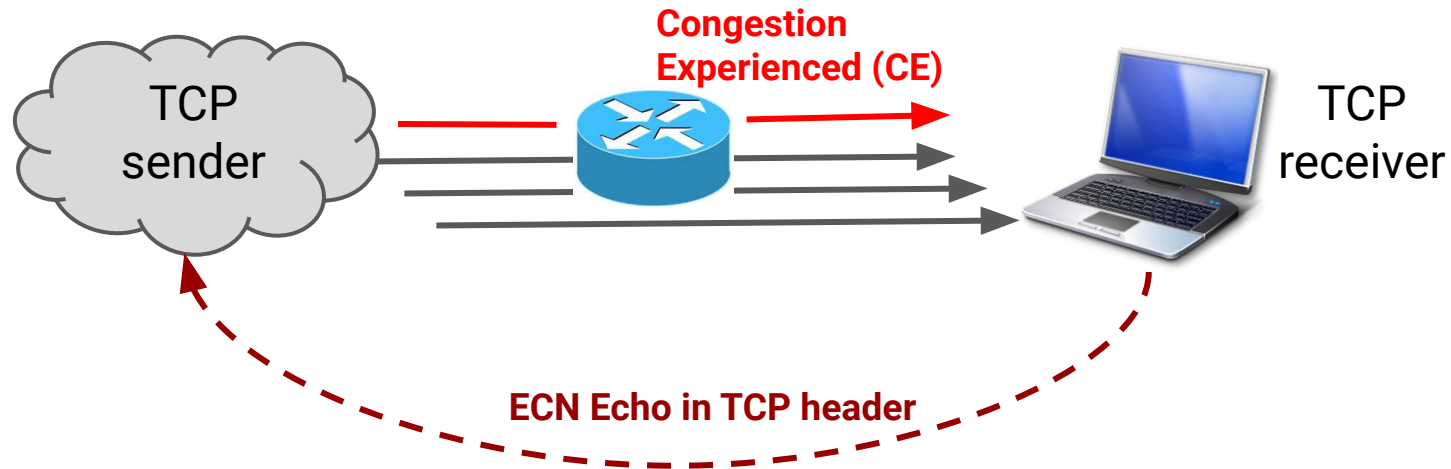 Congestion
Experienced (CE)
TCP
sender
TCP
receiver
ECN Echo in TCP header